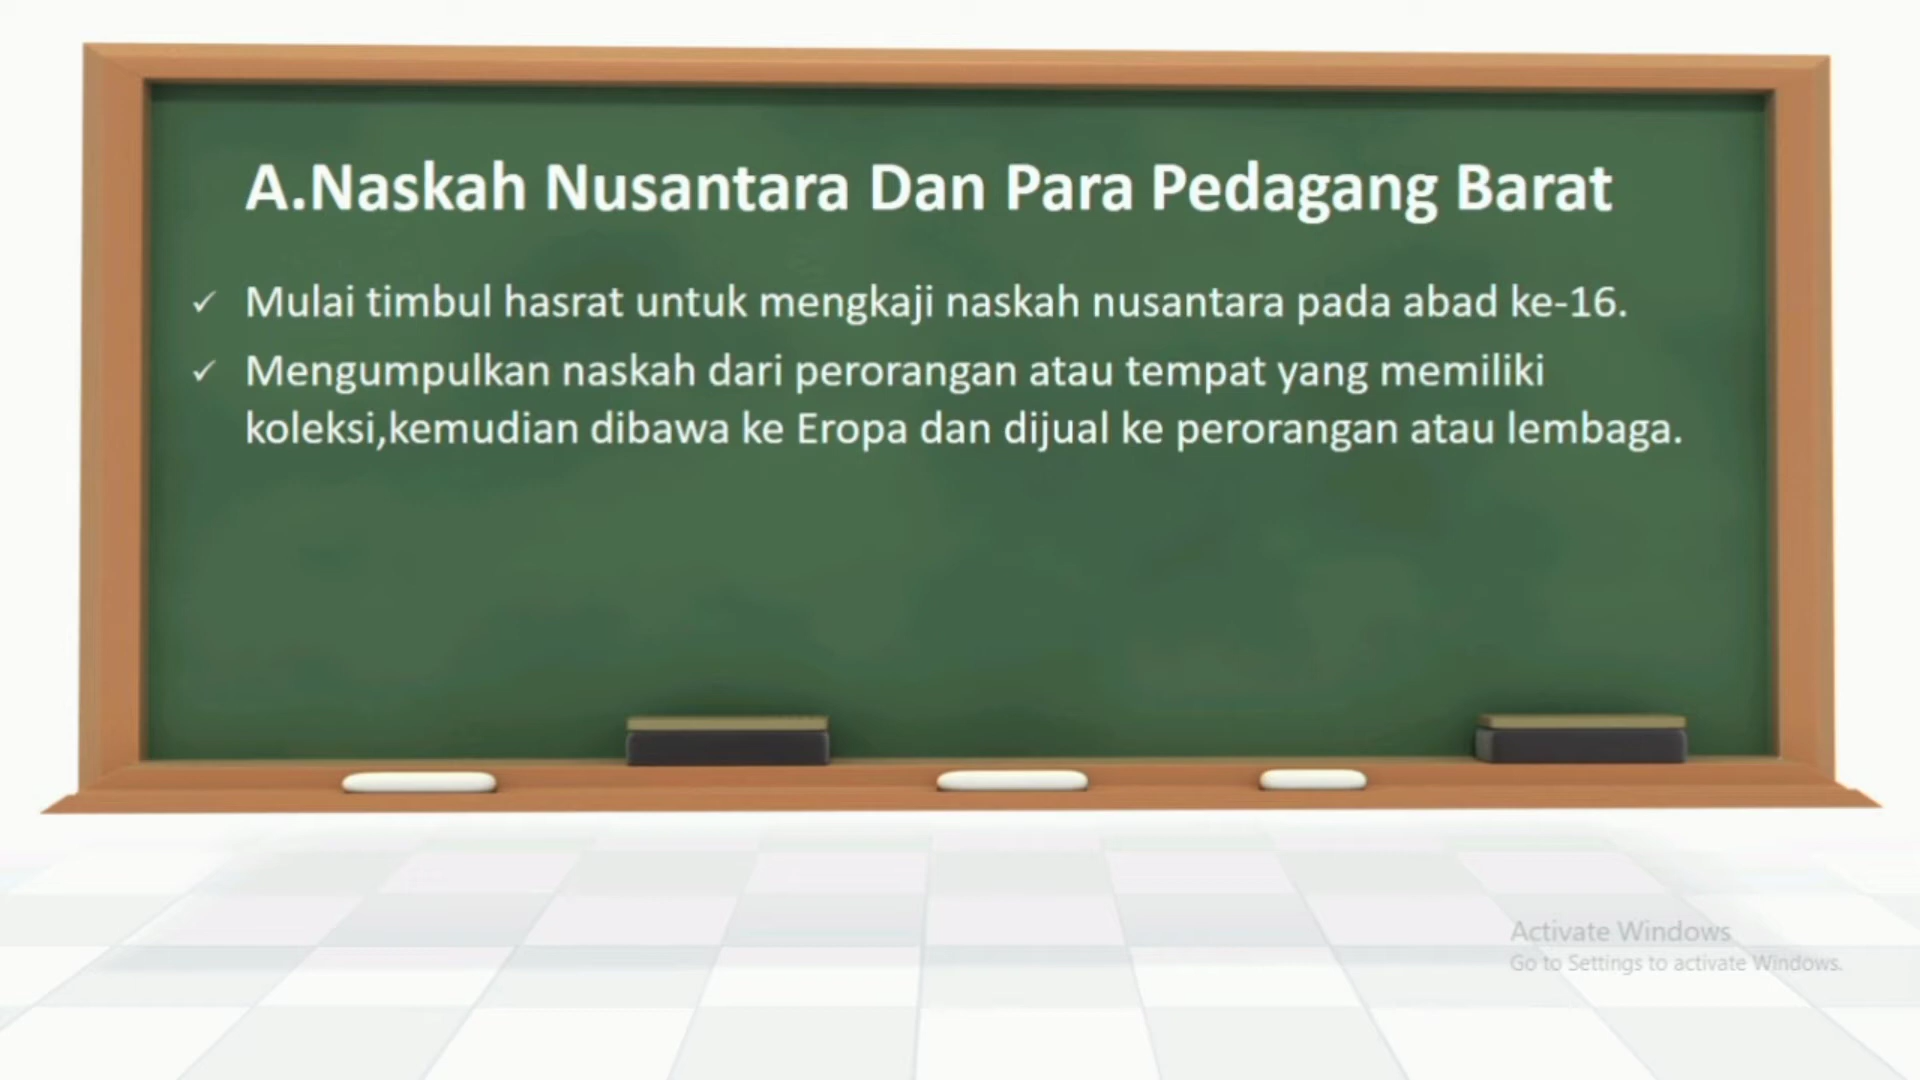 A.Naskah Nusantara Dan Para Pedagang Barat
✓ Mulai timbul hasrat untuk mengkaji naskah nusantara pada abad ke-16.
✓ Mengumpulkan naskah dari perorangan atau tempat yang memiliki
koleksi,kemudian dibawa ke Eropa dan dijual ke perorangan atau lembaga.
Activate Windows
Go to Settings to activate Windows.